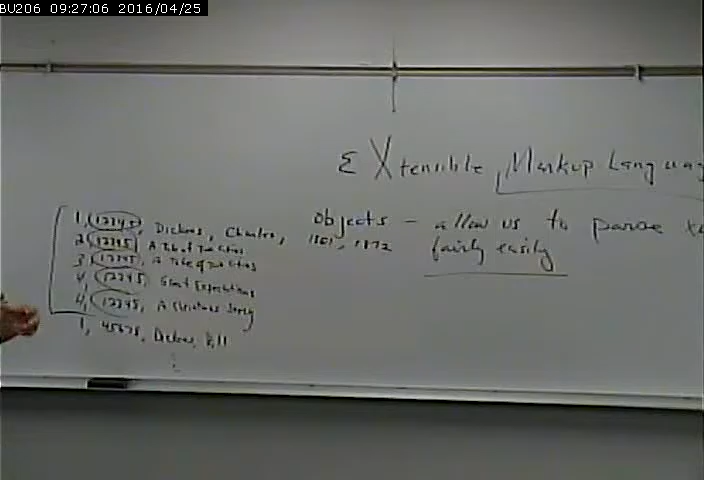 BU206 09:27:06 2016/04/25
Σ Xtensible Markup Languag
Objects - allow us to parse
fairly easily
1, 12345, Dickens, Charles, 1801, 1872
2, 12345, A Tale of Two Cities
3, 12345, A Tale of Two Cities
4, 12345, Great Expectations
4, 12345, A Christmas Story
1, 45678, Dickens, Bill